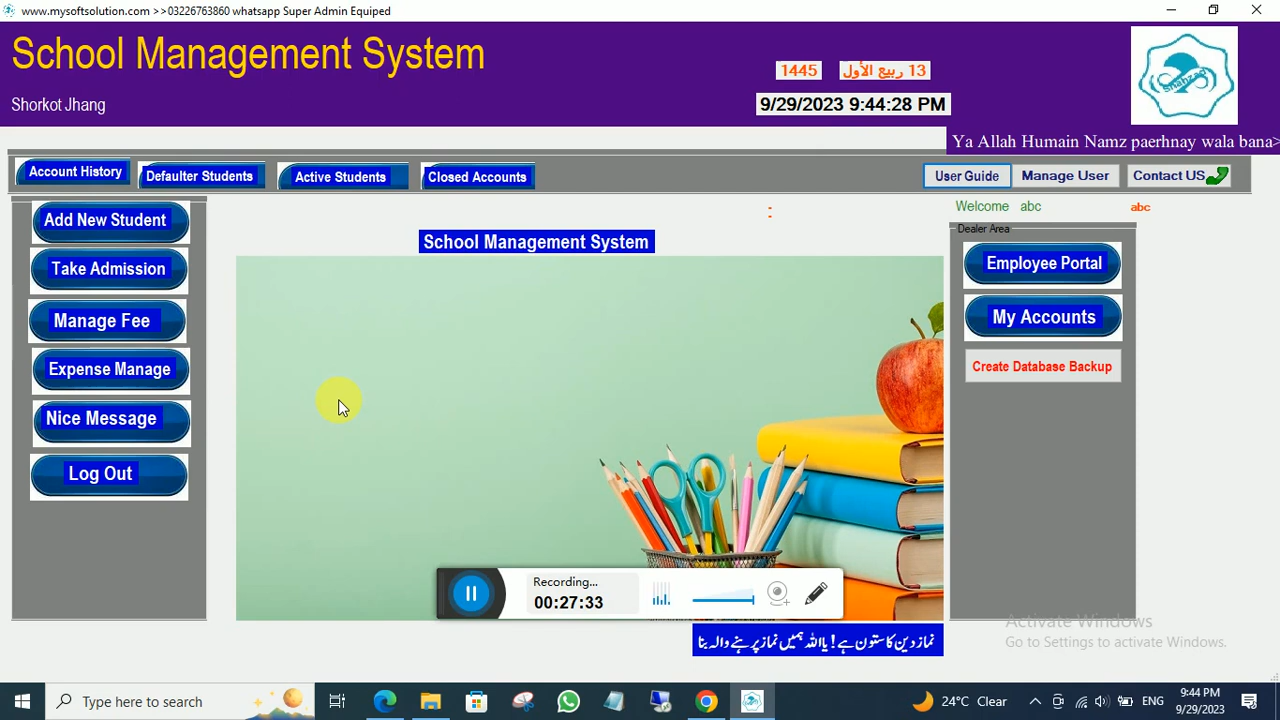 www.mysoftsolution.com >>03226763860 whatsapp Super Admin Equiped
School Management System
Shorkot Jhang
1445
13 ربيع الأول
9/29/2023 9:44:28 PM
Shahzad
Ya Allah Humain Namz paerhnay wala bana>
Account History
Defaulter Students
Active Students
Closed Accounts
User Guide
Manage User
Contact US
Welcome abc
:
abc
Add New Student
Take Admission
Manage Fee
Expense Manage
Nice Message
Log Out
School Management System
Dealer Area
Employee Portal
My Accounts
Create Database Backup
Recording...
00:27:33
نماز دین کا ستون ہے ! یااللہ ہمیں نماز پڑھنے والہ بنا
Activate Windows
Go to Settings to activate Windows.
Type here to search
24°C Clear
ENG
9:44 PM
9/29/2023